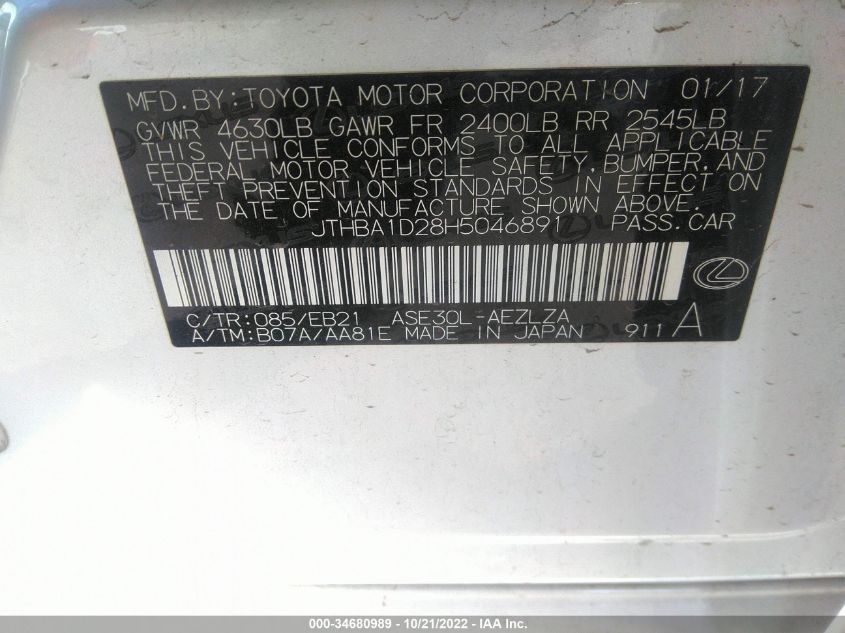 MFD.BY:TOYOTA MOTOR CORPORATION 01/17
GVWR 4630LB GAWR FR 2400LB RR 2545LB
THIS VEHICLE CONFORMS TO ALL APPLICABLE
FEDERAL MOTOR VEHICLE SAFETY,BUMPER,AND
THEFT PREVENTION STANDARDS IN EFFECT ON
THE DATE OF MANUFACTURE SHOWN ABOVE.
JTHBA1D28H5046891 PASS.CAR
C/TR:085/EB21 ASE30L-AEZLZA
A/TM:B07A/AA81E MADE IN JAPAN 911 A
000-34680989 - 10/21/2022 - IAA Inc.